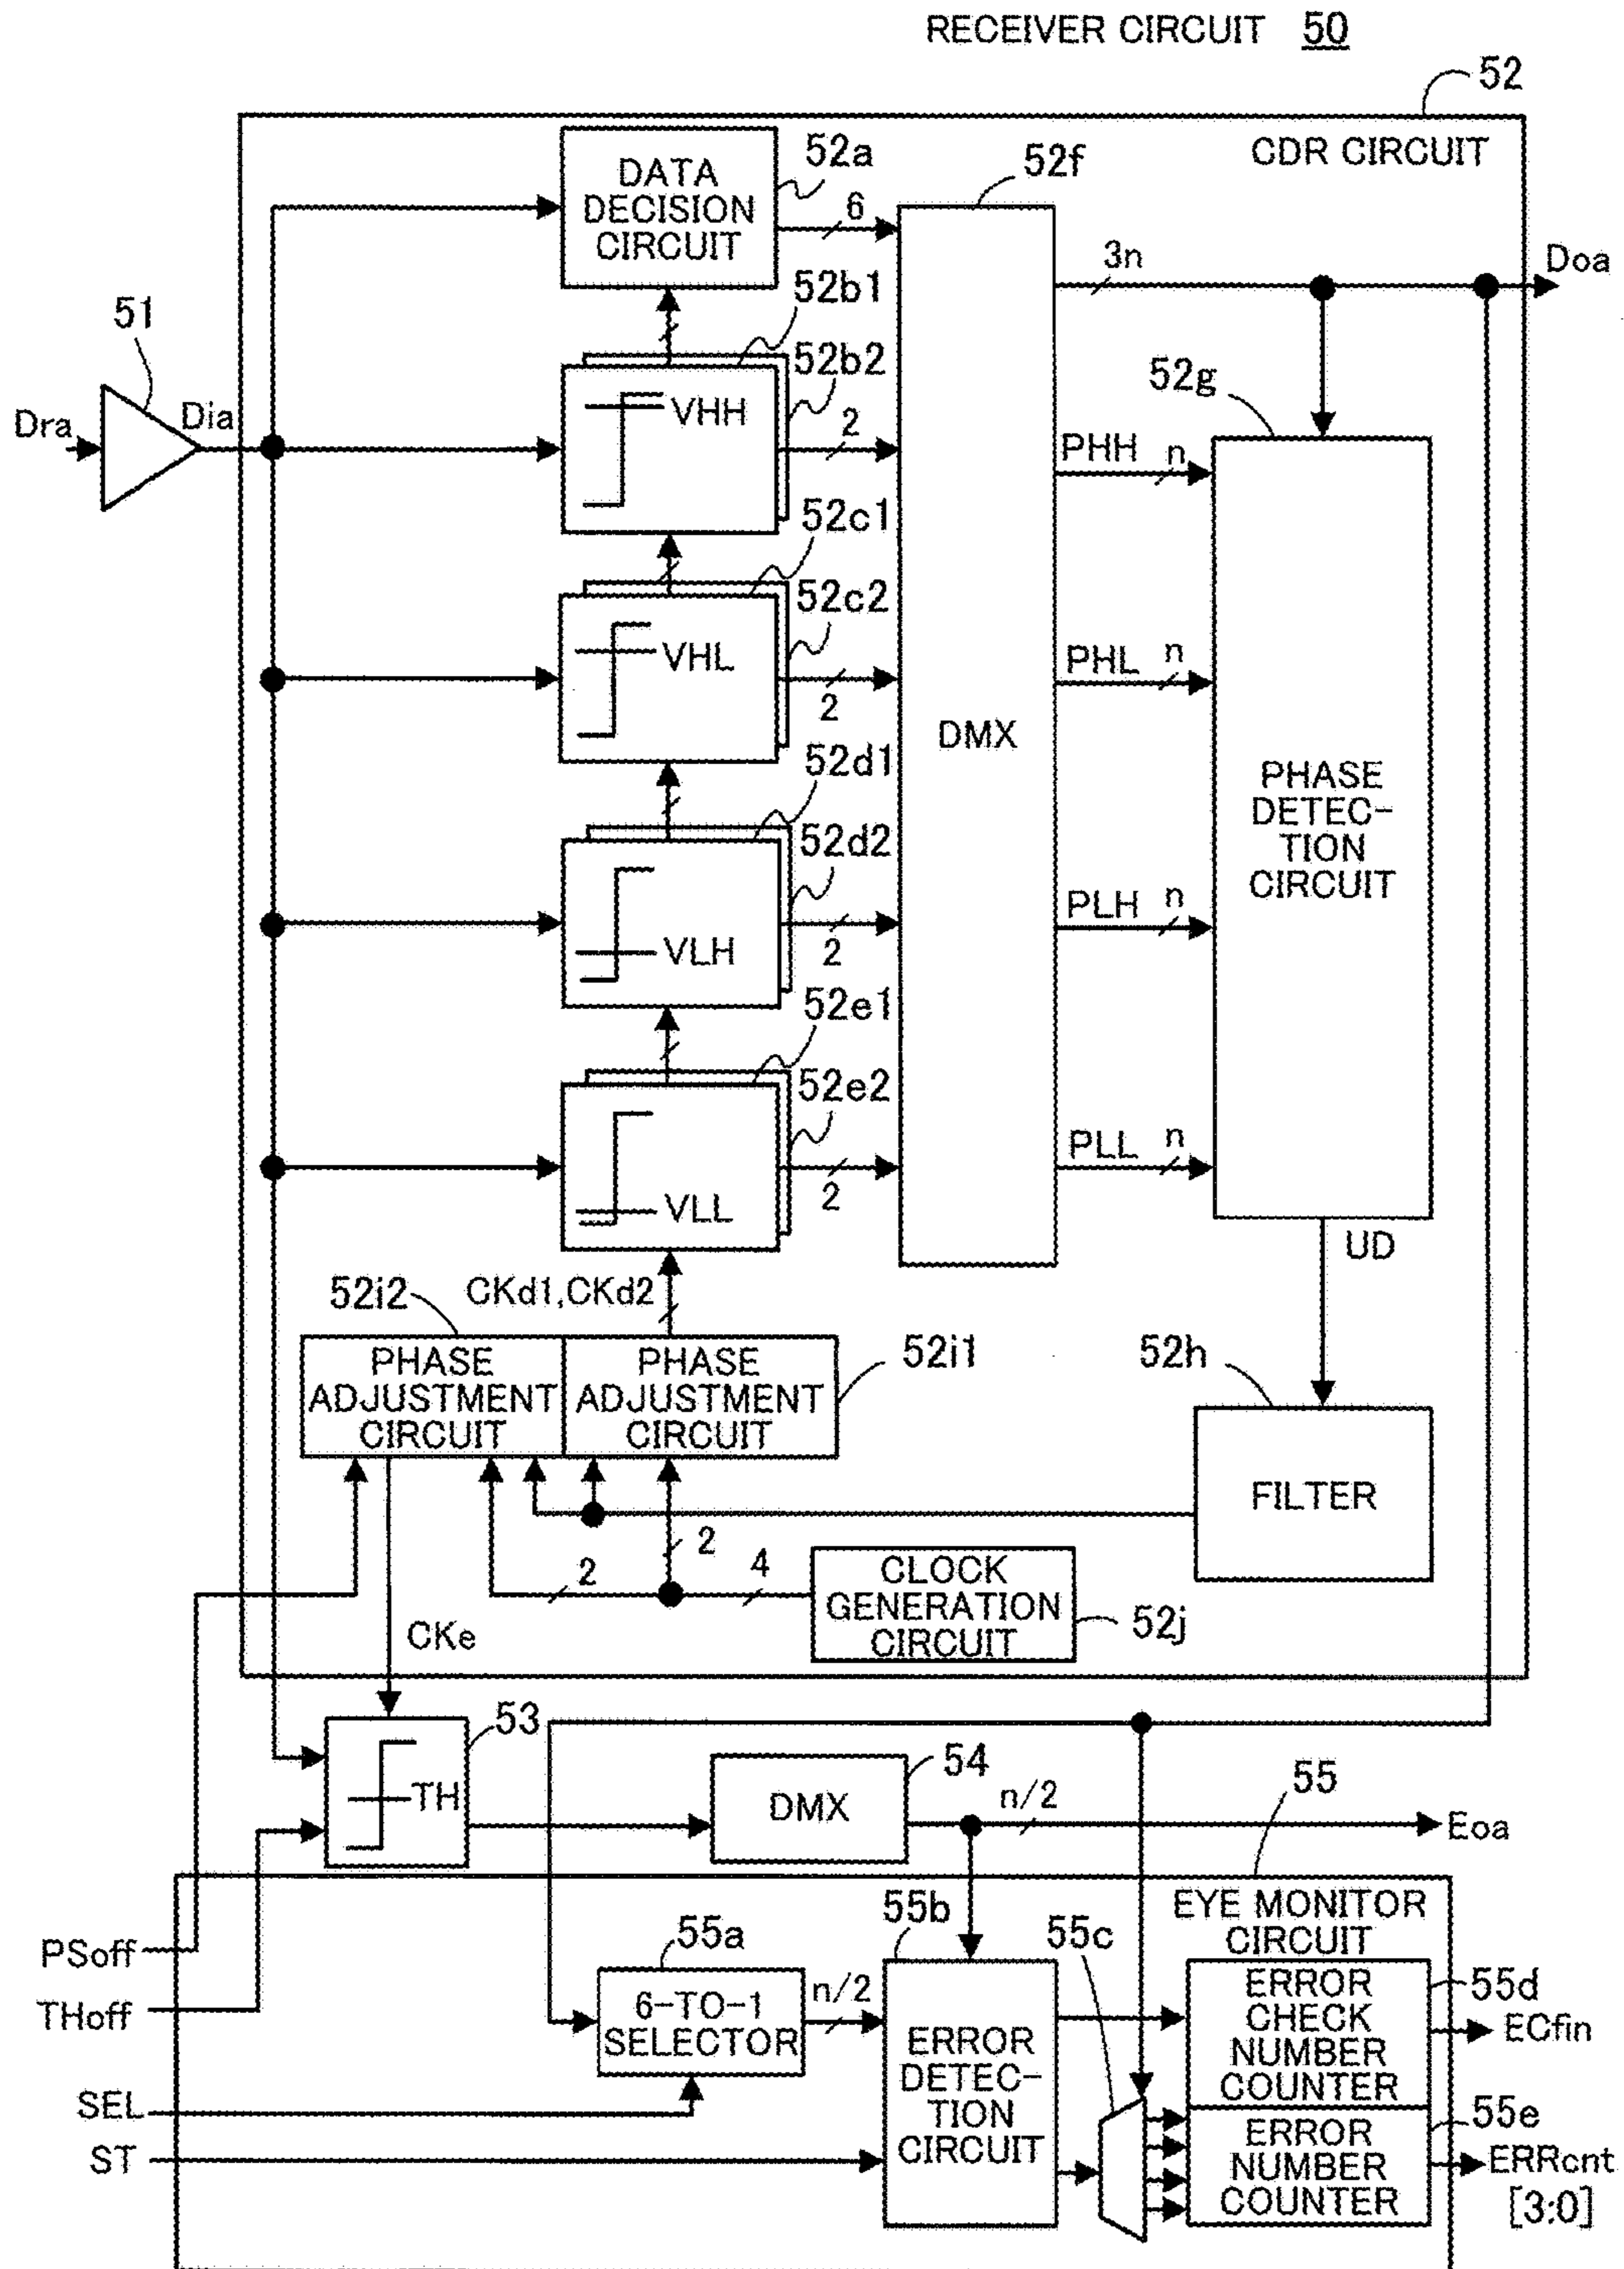 RECEIVER CIRCUIT 50
52
CDR CIRCUIT
DATA
DECISION
CIRCUIT
52a
6
52f
3n
Doa
51
Dra
Dia
52b1
52b2
VHH
2
52g
PHH
n
52c1
52c2
VHL
2
PHL
n
DMX
52d1
52d2
VLH
2
PLH
n
PHASE
DETEC-
TION
CIRCUIT
52e1
52e2
VLL
2
PLL
n
UD
52i2
CKd1,CKd2
PHASE
ADJUSTMENT
CIRCUIT
PHASE
ADJUSTMENT
CIRCUIT
52i1
52h
FILTER
2
2
4
CLOCK
GENERATION
CIRCUIT
52j
CKe
53
TH
54
DMX
n/2
Eoa
55
EYE MONITOR
CIRCUIT
PSoff
THoff
SEL
ST
55a
6-TO-1
SELECTOR
n/2
55b
ERROR
DETEC-
TION
CIRCUIT
55c
ERROR
CHECK
NUMBER
COUNTER
55d
ECfin
ERROR
NUMBER
COUNTER
55e
ERRcnt
[3:0]